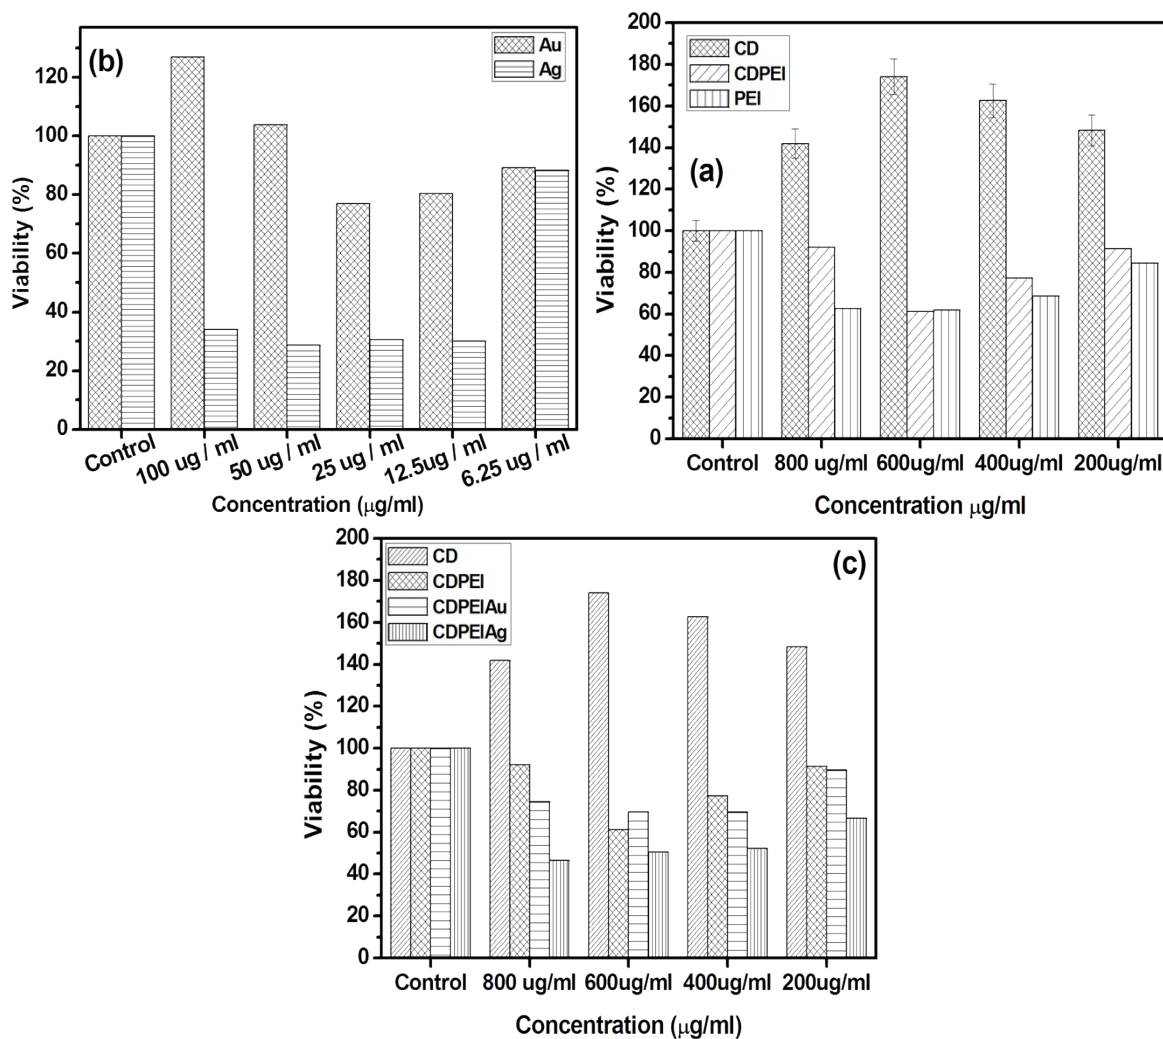 (b)
Au
Ag
120
100
80
60
40
20
0
Viability (%)
Control
100 ug / ml
50 ug / ml
25 ug / ml
12.5ug / ml
6.25 ug / ml
Concentration (μg/ml)
200
180
160
140
120
100
80
60
40
20
0
Viability (%)
CD
CDPEI
PEI
(a)
Control
800 ug/ml
600ug/ml
400ug/ml
200ug/ml
Concentration μg/ml
200
180
160
140
120
100
80
60
40
20
0
Viability (%)
CD
CDPEI
CDPEIAu
CDPEIAg
(c)
Control
800 ug/ml
600ug/ml
400ug/ml
200ug/ml
Concentration (μg/ml)